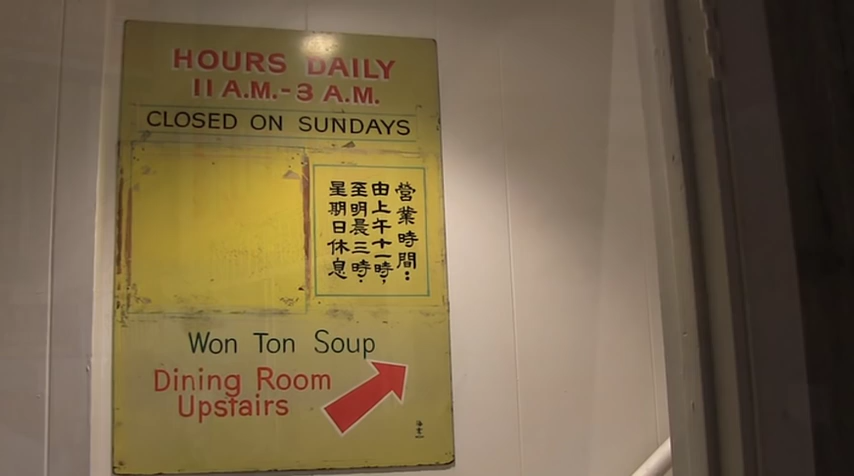 HOURS DAILY
11 A.M.-3 A.M.
CLOSED ON SUNDAYS
營業時間：
由上午十一時，
至明晨三時．
星期日休息
Won Ton Soup
Dining Room
Upstairs